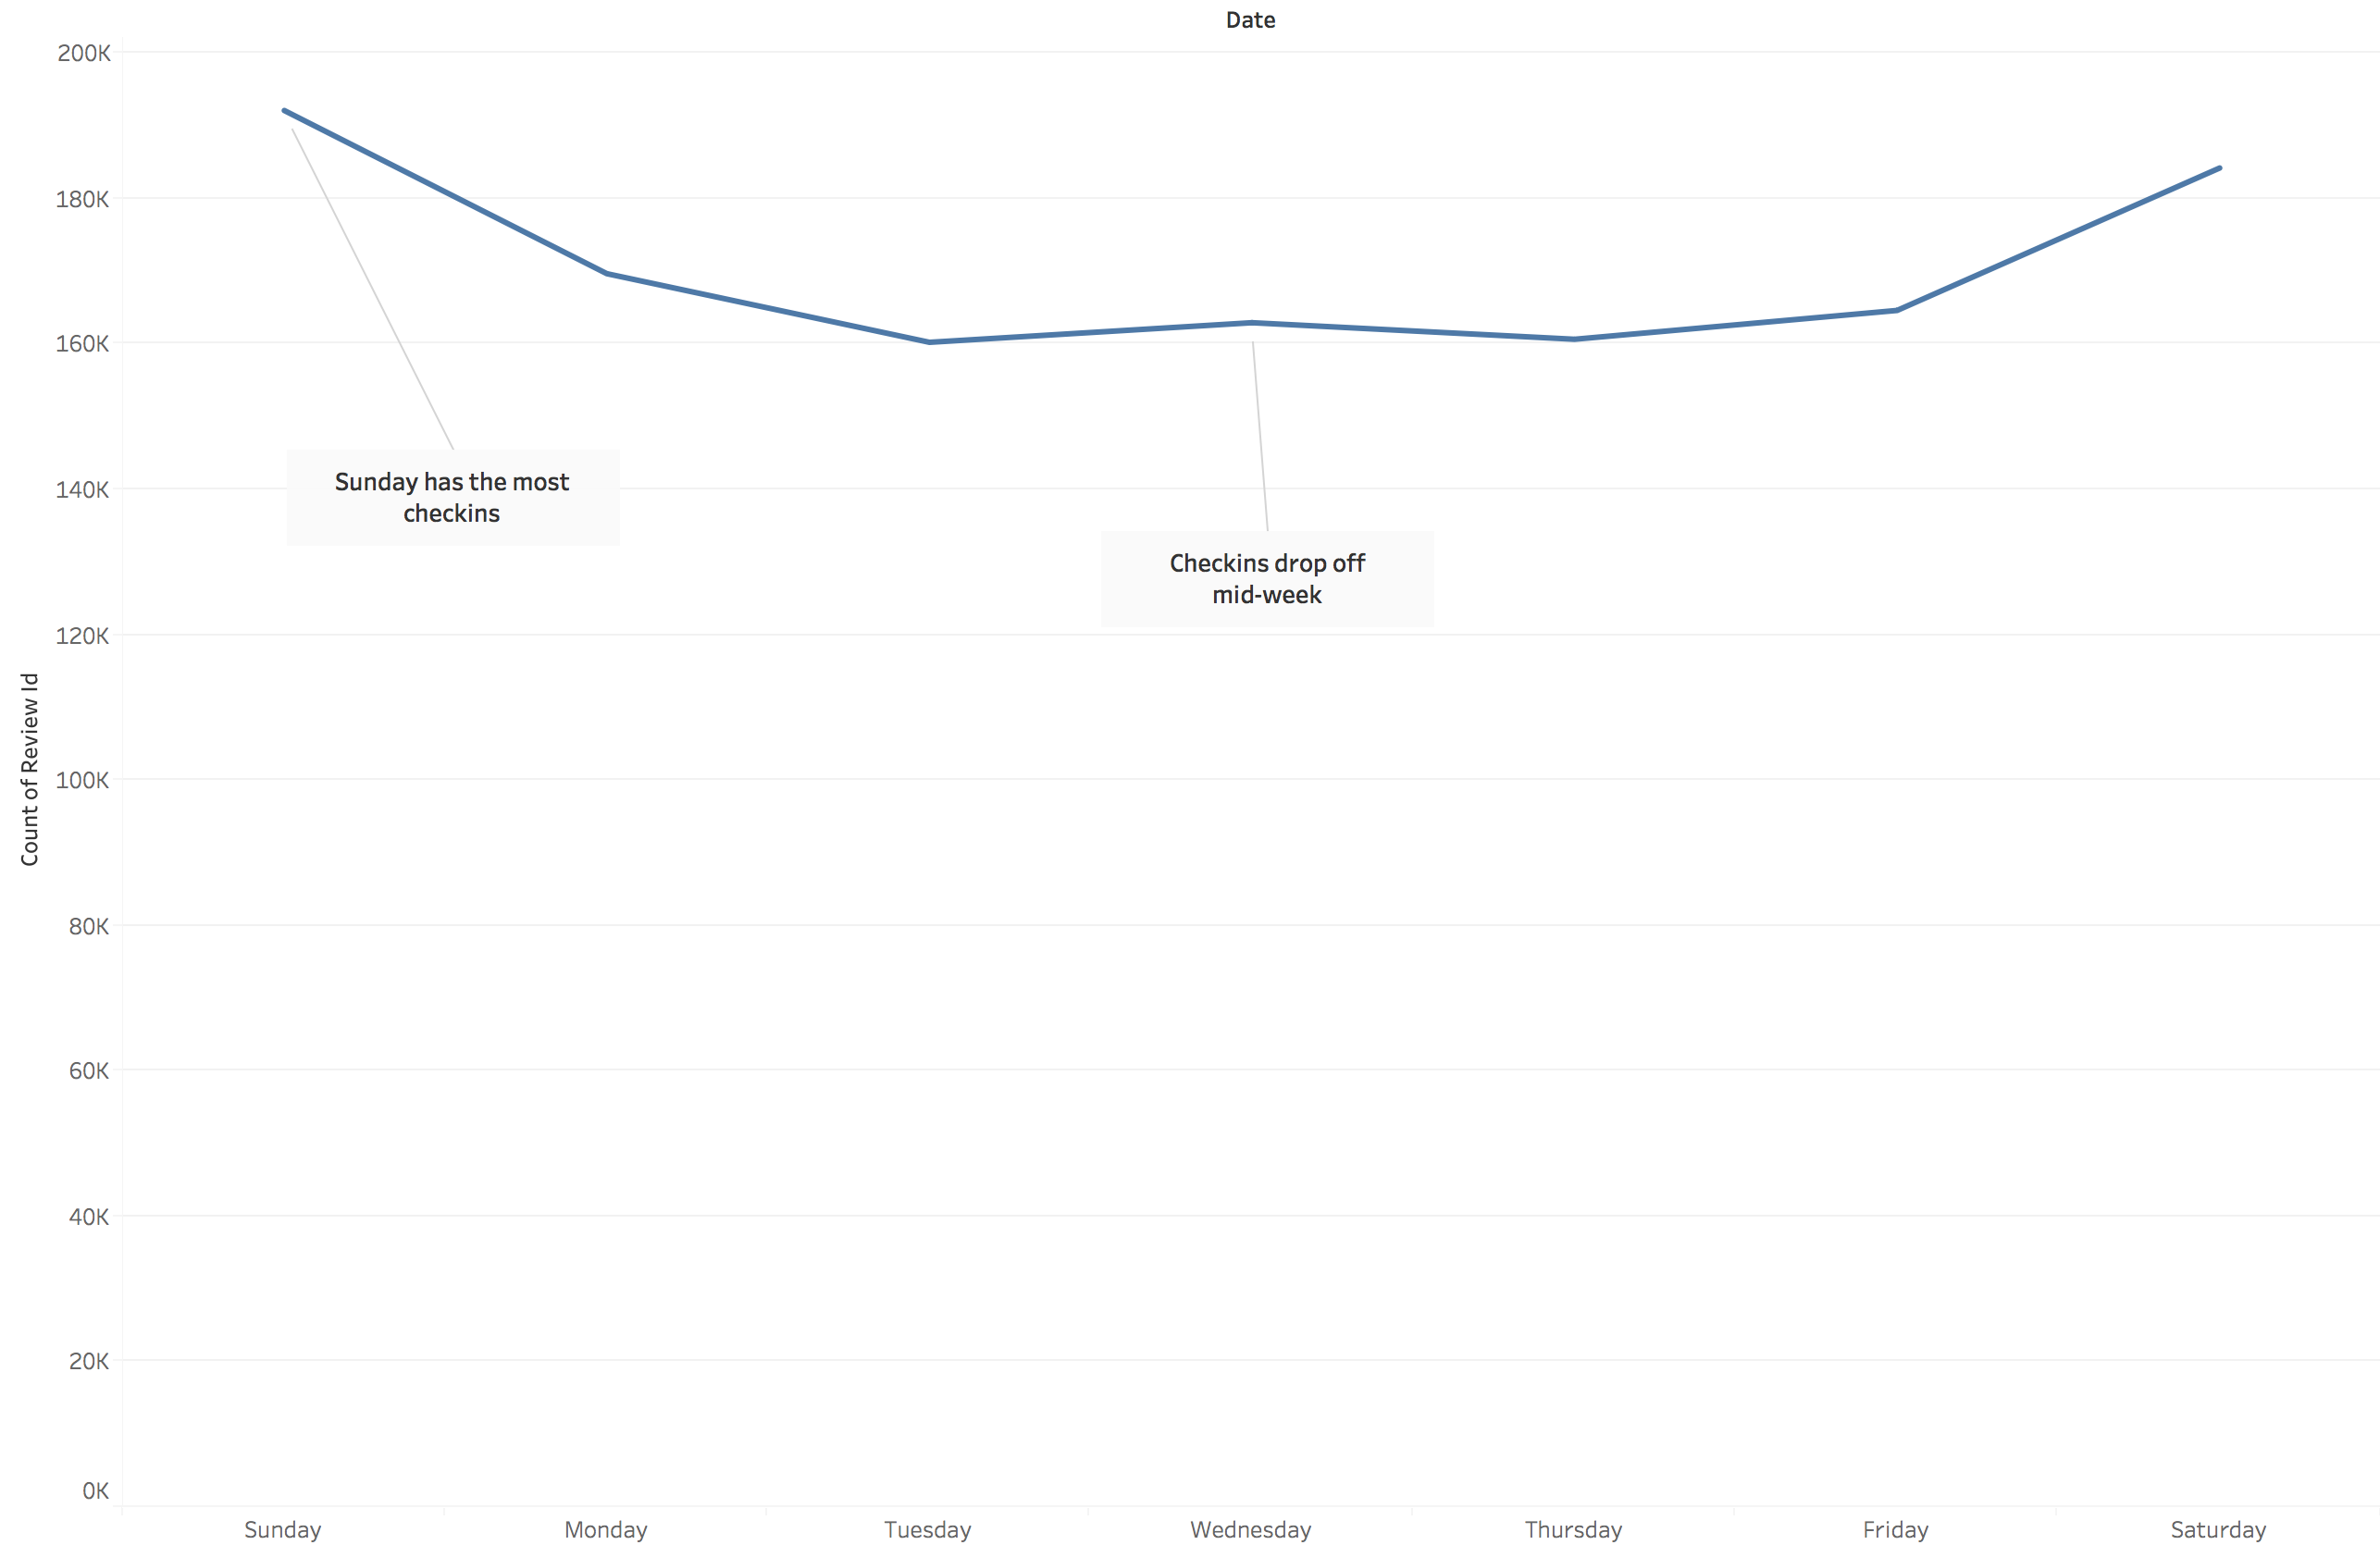 Date
200K
180K
160K
140K
120K
100K
80K
60K
40K
20K
0K
Count of Review Id
Sunday has the most
checkins
Checkins drop off
mid-week
Sunday
Monday
Tuesday
Wednesday
Thursday
Friday
Saturday